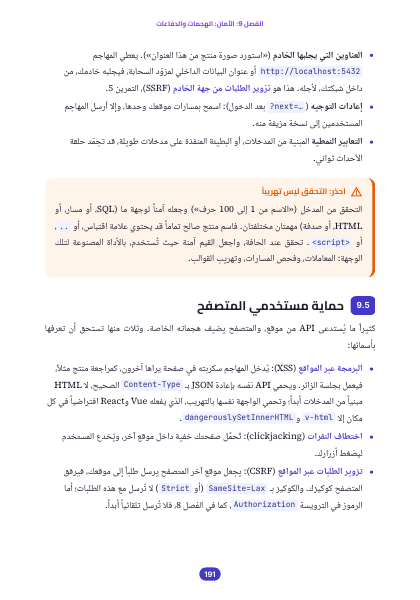 الفصل 9: الأمان: الهجمات والدفاعات
• العناوين التي يجلبها الخادم («استورد صورة منتج من هذا العنوان»). يعطي المهاجم
http://localhost:5432 أو عنوان البيانات الداخلي لمزوّد السحابة، فيجلبه خادمك، من
داخل شبكتك، لأجله. هذا هو تزوير الطلبات من جهة الخادم (SSRF)، التمرين 5.
• إعادات التوجيه (?next=… بعد الدخول): اسمح بمسارات موقعك وحدها، وإلا أرسل المهاجم
المستخدمين إلى نسخة مزيفة منه.
• التعابير النمطية المبنية من المدخلات، أو البطيئة المنفذة على مدخلات طويلة، قد تجمّد حلقة
الأحداث ثواني.
احذر: التحقق ليس تهريباً
التحقق من المدخل («الاسم من 1 إلى 100 حرف») وجعله آمناً لوجهة ما (SQL، أو مسار، أو
HTML، أو صدفة) مهمتان مختلفتان. فاسم منتج صالح تماماً قد يحتوي علامة اقتباس، أو .. ،
أو <script> . تحقق عند الحافة، واجعل القيم آمنة حيث تُستخدم، بالأداة المصنوعة لتلك
الوجهة: المعاملات، وفحص المسارات، وتهريب القوالب.
9.5 حماية مستخدمي المتصفح
كثيراً ما يُستدعى API من موقع، والمتصفح يضيف هجماته الخاصة. وثلاث منها تستحق أن تعرفها
بأسمائها:
• البرمجة عبر المواقع (XSS): يُدخل المهاجم سكربته في صفحة يراها آخرون، كمراجعة منتج مثلاً،
فيعمل بجلسة الزائر. ويحمي API نفسه بإعادة JSON بـ Content-Type الصحيح، لا HTML
مبنياً من المدخلات أبداً؛ وتحمي الواجهة نفسها بالتهريب، الذي يفعله Vue وReact افتراضياً في كل
مكان إلا v-html و dangerouslySetInnerHTML .
• اختطاف النقرات (clickjacking): تُحمَّل صفحتك خفية داخل موقع آخر، ويُخدع المستخدم
ليضغط أزرارك.
• تزوير الطلبات عبر المواقع (CSRF): يجعل موقع آخر المتصفح يرسل طلباً إلى موقعك، فيرفق
المتصفح كوكيزك. والكوكيز بـ SameSite=Lax (أو Strict ) لا تُرسل مع هذه الطلبات؛ أما
الرموز في الترويسة Authorization ، كما في الفصل 8، فلا تُرسل تلقائياً أبداً.
191